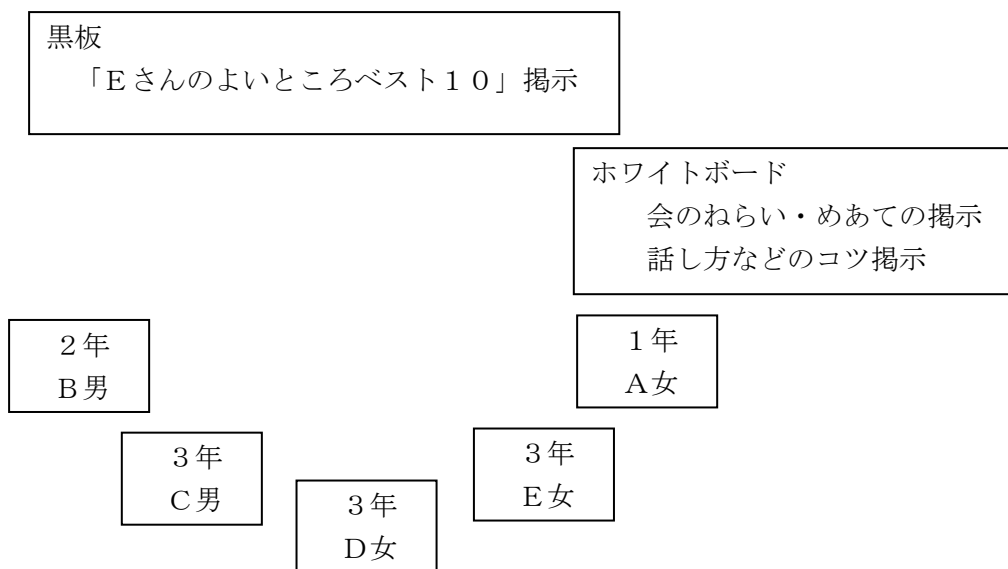 黒板
「Eさんのよいところベスト１０」掲示
ホワイトボード
会のねらい・めあての掲示
話し方などのコツ掲示
２年
B男
１年
A女
３年
C男
３年
E女
３年
D女